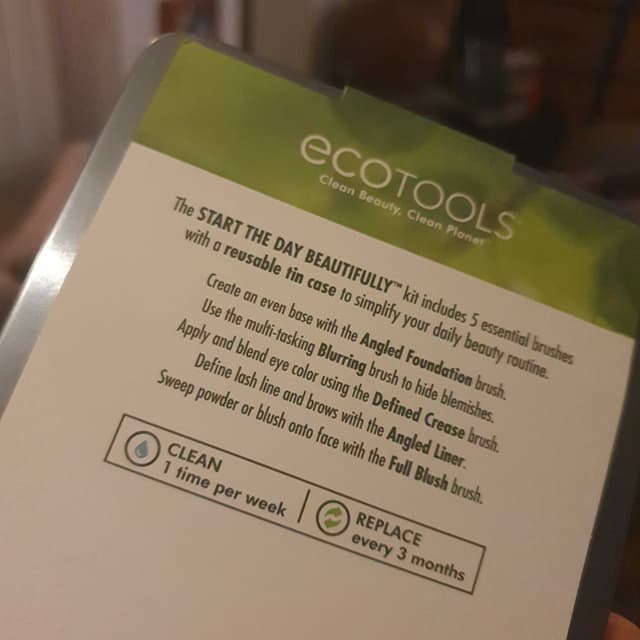 ecoTOOLS
Clean Beauty, Clean Planet
The START THE DAY BEAUTIFULLY™ kit includes 5 essential brushes
with a reusable tin case to simplify your daily beauty routine.
Create an even base with the Angled Foundation brush.
Use the multi-tasking Blurring brush to hide blemishes.
Apply and blend eye color using the Defined Crease brush.
Define lash line and brows with the Angled Liner.
Sweep powder or blush onto face with the Full Blush brush.
CLEAN
1 time per week
REPLACE
every 3 months